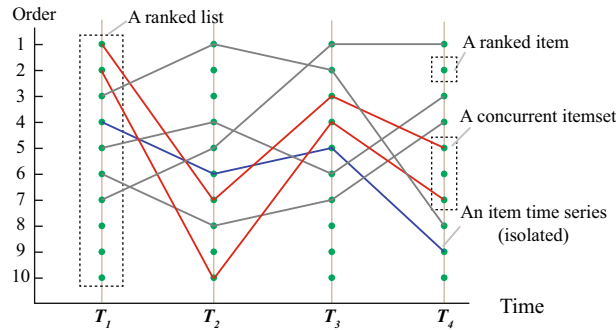 Order
A ranked list
1
2
3
4
5
6
7
8
9
10
A ranked item
A concurrent itemset
An item time series
(isolated)
T1
T2
T3
T4
Time